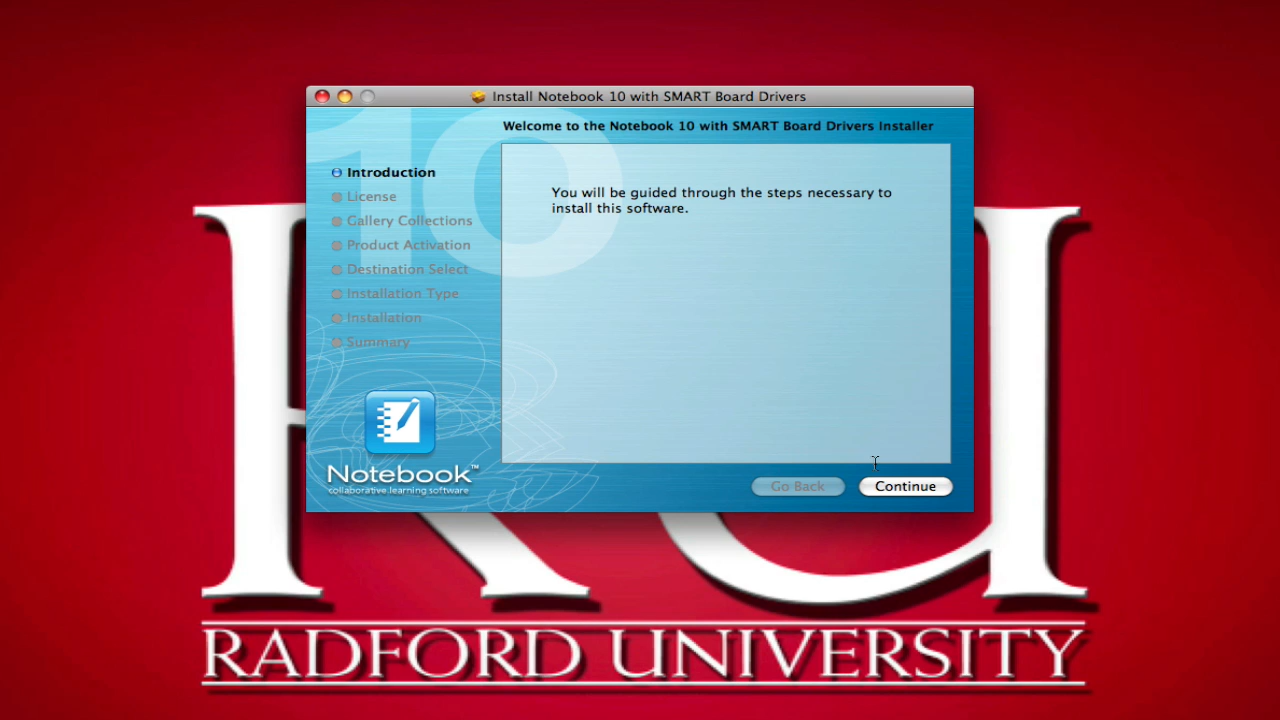 Install Notebook 10 with SMART Board Drivers
Welcome to the Notebook 10 with SMART Board Drivers Installer
10
Introduction
License
Gallery Collections
Product Activation
Destination Select
Installation Type
Installation
Summary
You will be guided through the steps necessary to
install this software.
Notebook™
collaborative learning software
Go Back
Continue
RU
RADFORD UNIVERSITY